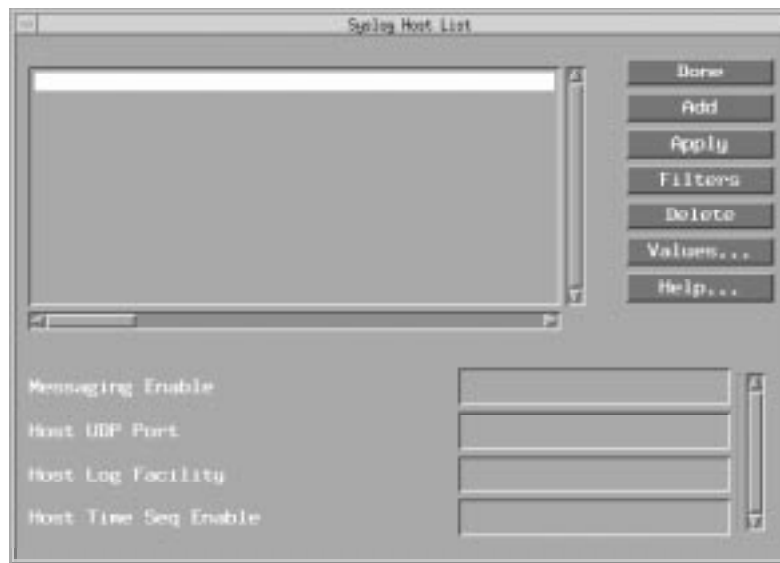 Syslog Host List
Done
Add
Apply
Filters
Delete
Values...
Help...
Messaging Enable
Host UDP Port
Host Log Facility
Host Time Seq Enable